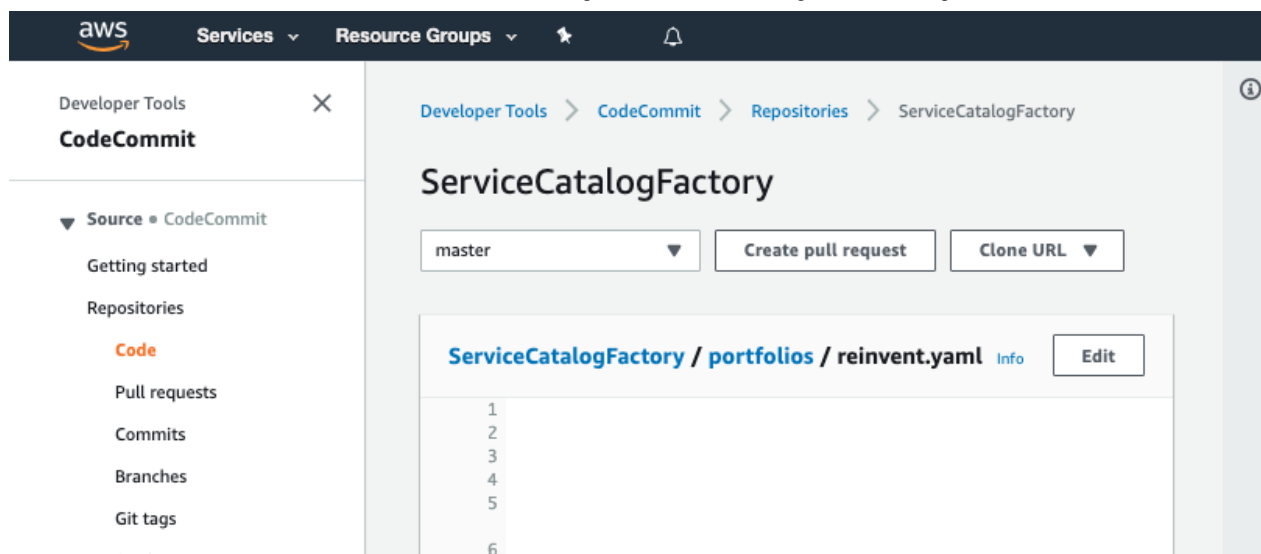 aws Services Resource Groups
Developer Tools
CodeCommit
Source • CodeCommit
Getting started
Repositories
Code
Pull requests
Commits
Branches
Git tags
Developer Tools > CodeCommit > Repositories > ServiceCatalogFactory
ServiceCatalogFactory
master Create pull request Clone URL
ServiceCatalogFactory / portfolios / reinvent.yaml Info Edit
1
2
3
4
5
6